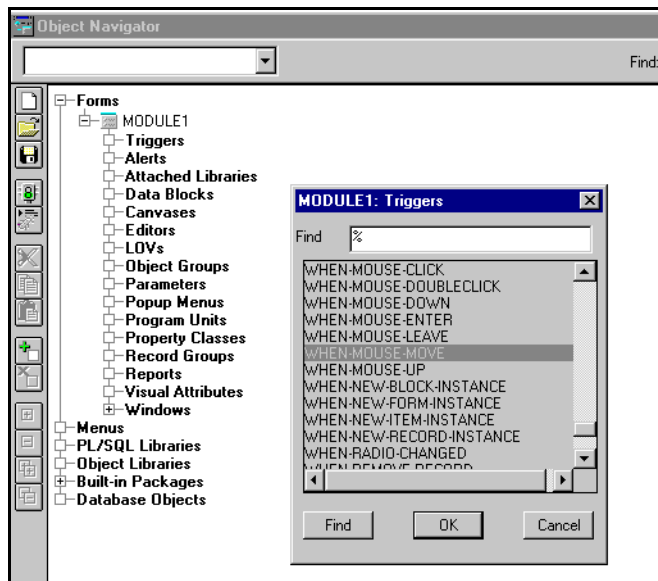 Object Navigator
Find:
Forms
MODULE1
Triggers
Alerts
Attached Libraries
Data Blocks
Canvases
Editors
LOVs
Object Groups
Parameters
Popup Menus
Program Units
Property Classes
Record Groups
Reports
Visual Attributes
Windows
Menus
PL/SQL Libraries
Object Libraries
Built-in Packages
Database Objects
MODULE1: Triggers
Find %
WHEN-MOUSE-CLICK
WHEN-MOUSE-DOUBLECLICK
WHEN-MOUSE-DOWN
WHEN-MOUSE-ENTER
WHEN-MOUSE-LEAVE
WHEN-MOUSE-MOVE
WHEN-MOUSE-UP
WHEN-NEW-BLOCK-INSTANCE
WHEN-NEW-FORM-INSTANCE
WHEN-NEW-ITEM-INSTANCE
WHEN-NEW-RECORD-INSTANCE
WHEN-RADIO-CHANGED
WHEN-REMOVE-RECORD
Find OK Cancel